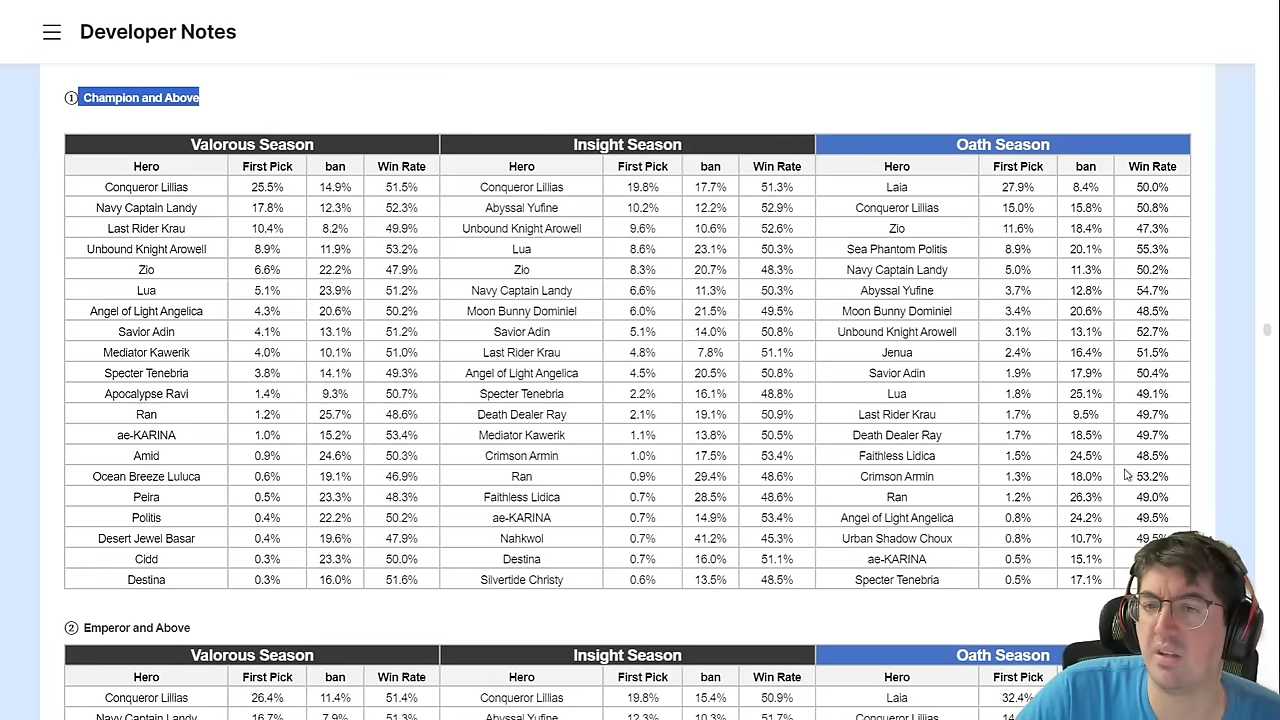 Developer Notes
① Champion and Above
Valorous Season Insight Season Oath Season
Hero First Pick ban Win Rate Hero First Pick ban Win Rate Hero First Pick ban Win Rate
Conqueror Lillias 25.5% 14.9% 51.5% Conqueror Lillias 19.8% 17.7% 51.3% Laia 27.9% 8.4% 50.0%
Navy Captain Landy 17.8% 12.3% 52.3% Abyssal Yufine 10.2% 12.2% 52.9% Conqueror Lillias 15.0% 15.8% 50.8%
Last Rider Krau 10.4% 8.2% 49.9% Unbound Knight Arowell 9.6% 10.6% 52.6% Zio 11.6% 18.4% 47.3%
Unbound Knight Arowell 8.9% 11.9% 53.2% Lua 8.6% 23.1% 50.3% Sea Phantom Politis 8.9% 20.1% 55.3%
Zio 6.6% 22.2% 47.9% Zio 8.3% 20.7% 48.3% Navy Captain Landy 5.0% 11.3% 50.2%
Lua 5.1% 23.9% 51.2% Navy Captain Landy 6.6% 11.3% 50.3% Abyssal Yufine 3.7% 12.8% 54.7%
Angel of Light Angelica 4.3% 20.6% 50.2% Moon Bunny Dominiel 6.0% 21.5% 49.5% Moon Bunny Dominiel 3.4% 20.6% 48.5%
Savior Adin 4.1% 13.1% 51.2% Savior Adin 5.1% 14.0% 50.8% Unbound Knight Arowell 3.1% 13.1% 52.7%
Mediator Kawerik 4.0% 10.1% 51.0% Last Rider Krau 4.8% 7.8% 51.1% Jenua 2.4% 16.4% 51.5%
Specter Tenebria 3.8% 14.1% 49.3% Angel of Light Angelica 4.5% 20.5% 50.8% Savior Adin 1.9% 17.9% 50.4%
Apocalypse Ravi 1.4% 9.3% 50.7% Specter Tenebria 2.2% 16.1% 48.8% Lua 1.8% 25.1% 49.1%
Ran 1.2% 25.7% 48.6% Death Dealer Ray 2.1% 19.1% 50.9% Last Rider Krau 1.7% 9.5% 49.7%
ae-KARINA 1.0% 15.2% 53.4% Mediator Kawerik 1.1% 13.8% 50.5% Death Dealer Ray 1.7% 18.5% 49.7%
Amid 0.9% 24.6% 50.3% Crimson Armin 1.0% 17.5% 53.4% Faithless Lidica 1.5% 24.5% 48.5%
Ocean Breeze Luluca 0.6% 19.1% 46.9% Ran 0.9% 29.4% 48.6% Crimson Armin 1.3% 18.0% 53.2%
Peira 0.5% 23.3% 48.3% Faithless Lidica 0.7% 28.5% 48.6% Ran 1.2% 26.3% 49.0%
Politis 0.4% 22.2% 50.2% ae-KARINA 0.7% 14.9% 53.4% Angel of Light Angelica 0.8% 24.2% 49.5%
Desert Jewel Basar 0.4% 19.6% 47.9% Nahkwol 0.7% 41.2% 45.3% Urban Shadow Choux 0.8% 10.7%
Cidd 0.3% 23.3% 50.0% Destina 0.7% 16.0% 51.1% ae-KARINA 0.5% 15.1%
Destina 0.3% 16.0% 51.6% Silvertide Christy 0.6% 13.5% 48.5% Specter Tenebria 0.5% 17.1%
② Emperor and Above
Valorous Season Insight Season Oath Season
Hero First Pick ban Win Rate Hero First Pick ban Win Rate Hero First Pick
Conqueror Lillias 26.4% 11.4% 51.4% Conqueror Lillias 19.8% 15.4% 50.9% Laia 32.4%
Navy Captain Landy 16.7% 7.9% 51.3% Abyssal Yufine 12.3% 10.3% 51.7% Conqueror Lillias